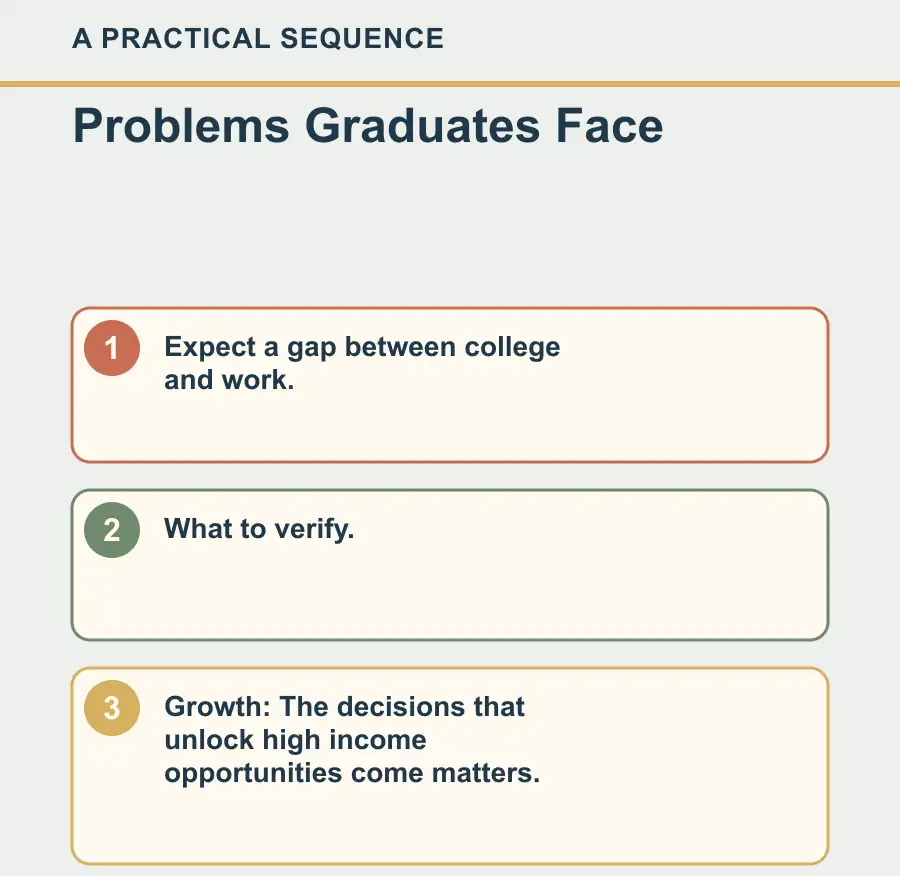 A PRACTICAL SEQUENCE
Problems Graduates Face
1
Expect a gap between college
and work.
2
What to verify.
3
Growth: The decisions that
unlock high income
opportunities come matters.